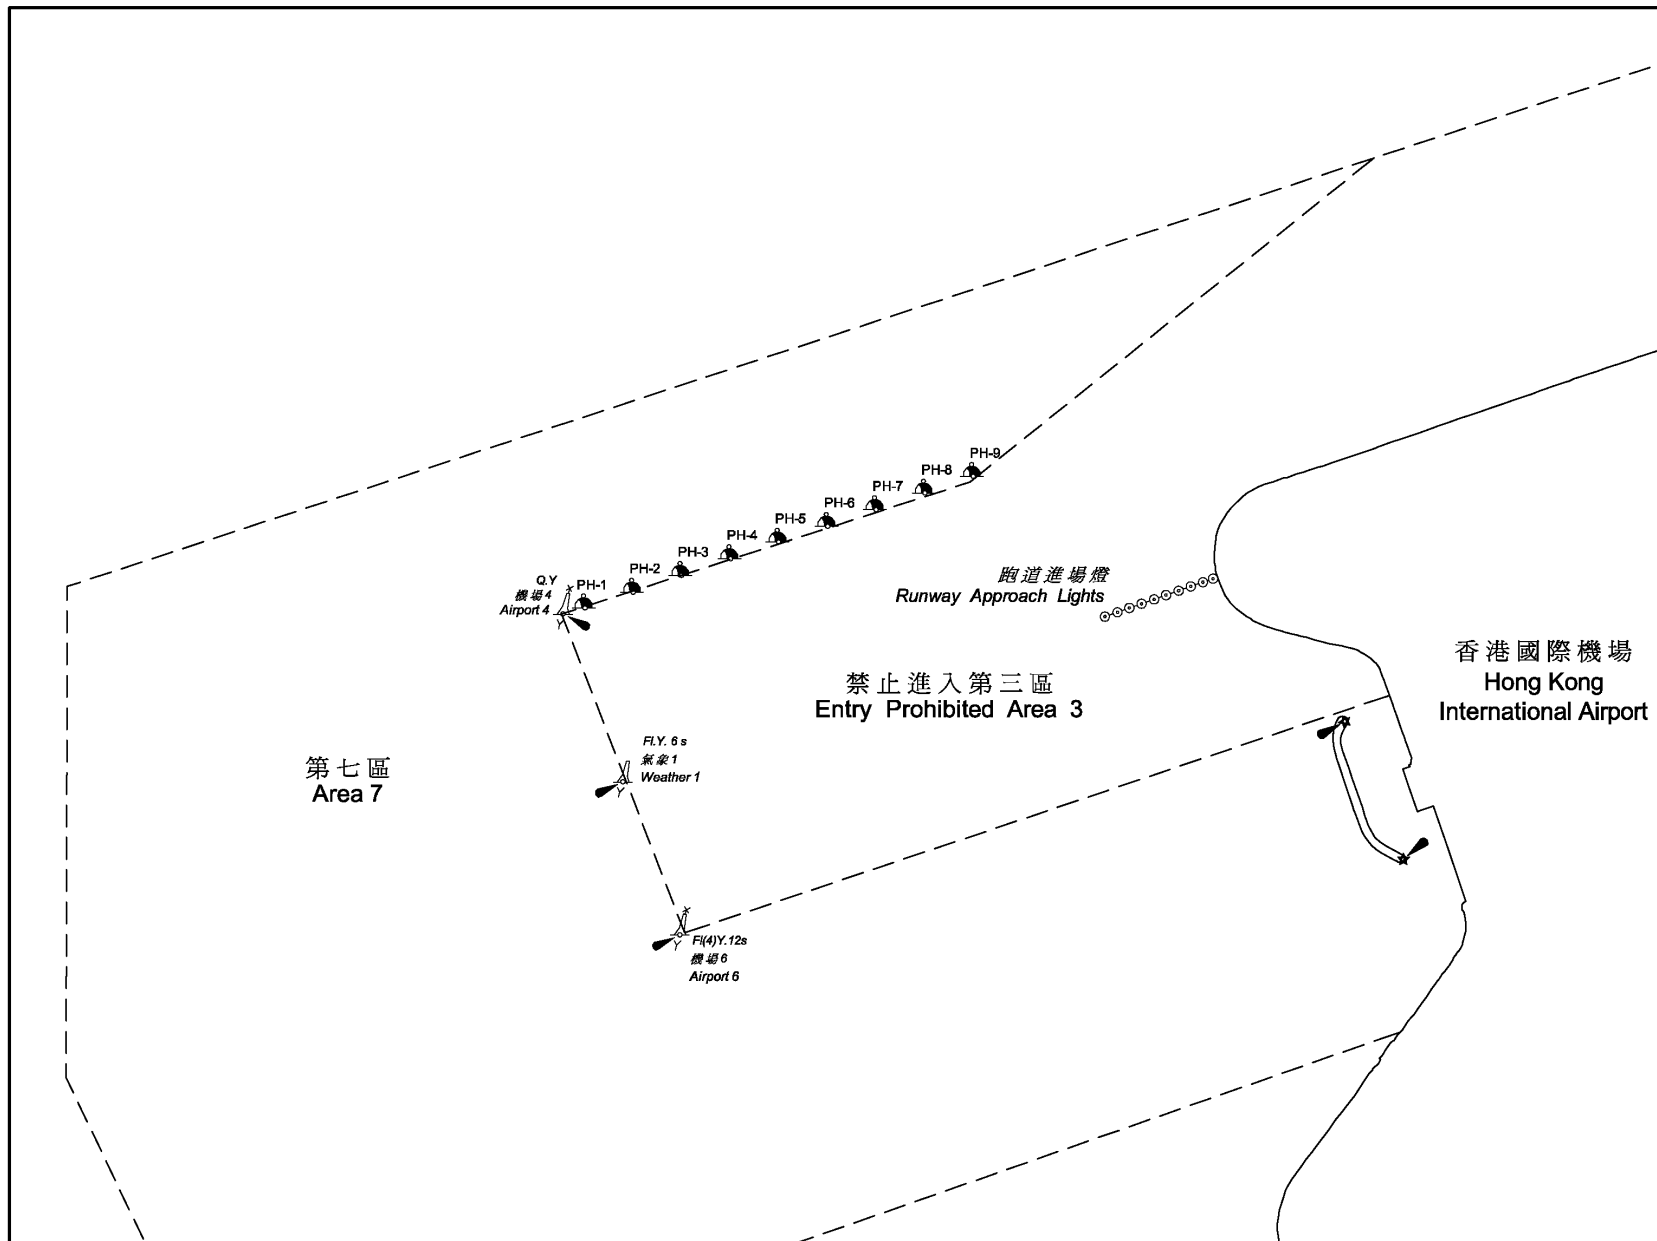 PH-9
PH-8
PH-7
PH-6
PH-5
PH-4
PH-3
PH-2
PH-1
Q.Y
機場 4
Airport 4
Y
跑道進場燈
Runway Approach Lights
香港國際機場
Hong Kong
International Airport
禁止進入第三區
Entry Prohibited Area 3
第七區
Area 7
Fl.Y. 6 s
氣象 1
Weather 1
Y
Y
Fl(4)Y.12s
機場 6
Airport 6